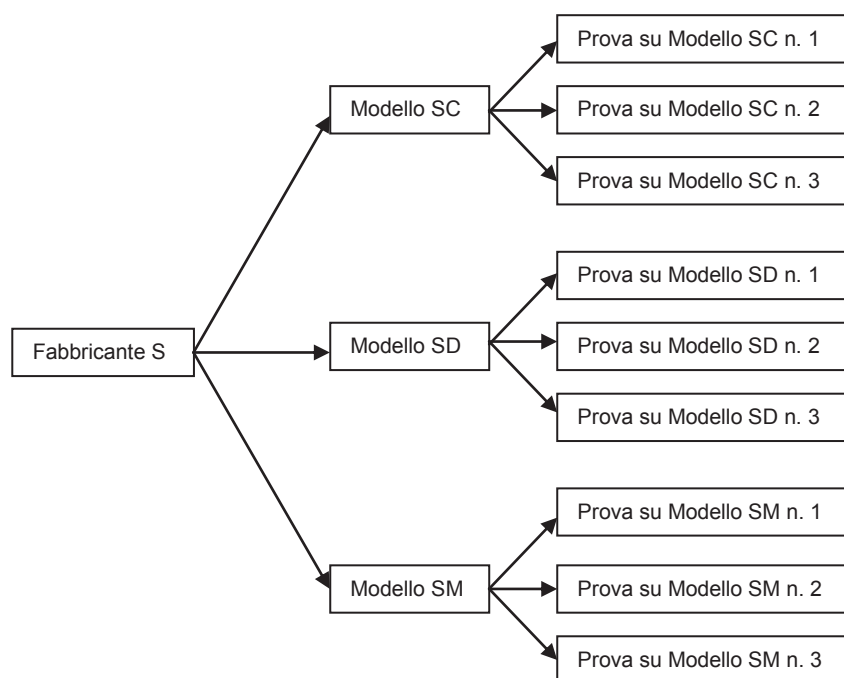 Fabbricante S
Modello SC
Prova su Modello SC n. 1
Prova su Modello SC n. 2
Prova su Modello SC n. 3
Modello SD
Prova su Modello SD n. 1
Prova su Modello SD n. 2
Prova su Modello SD n. 3
Modello SM
Prova su Modello SM n. 1
Prova su Modello SM n. 2
Prova su Modello SM n. 3